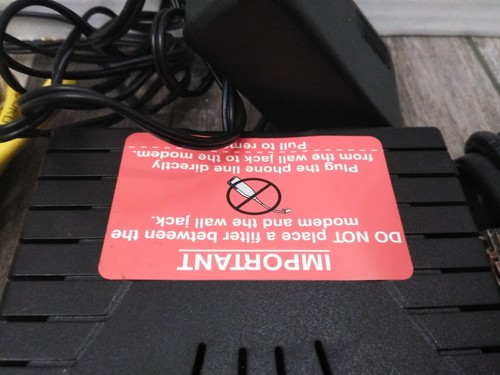 IMPORTANT
DO NOT place a filter between the
modem and the wall jack.
Plug the phone line directly
from the wall jack to the modem.
Pull to